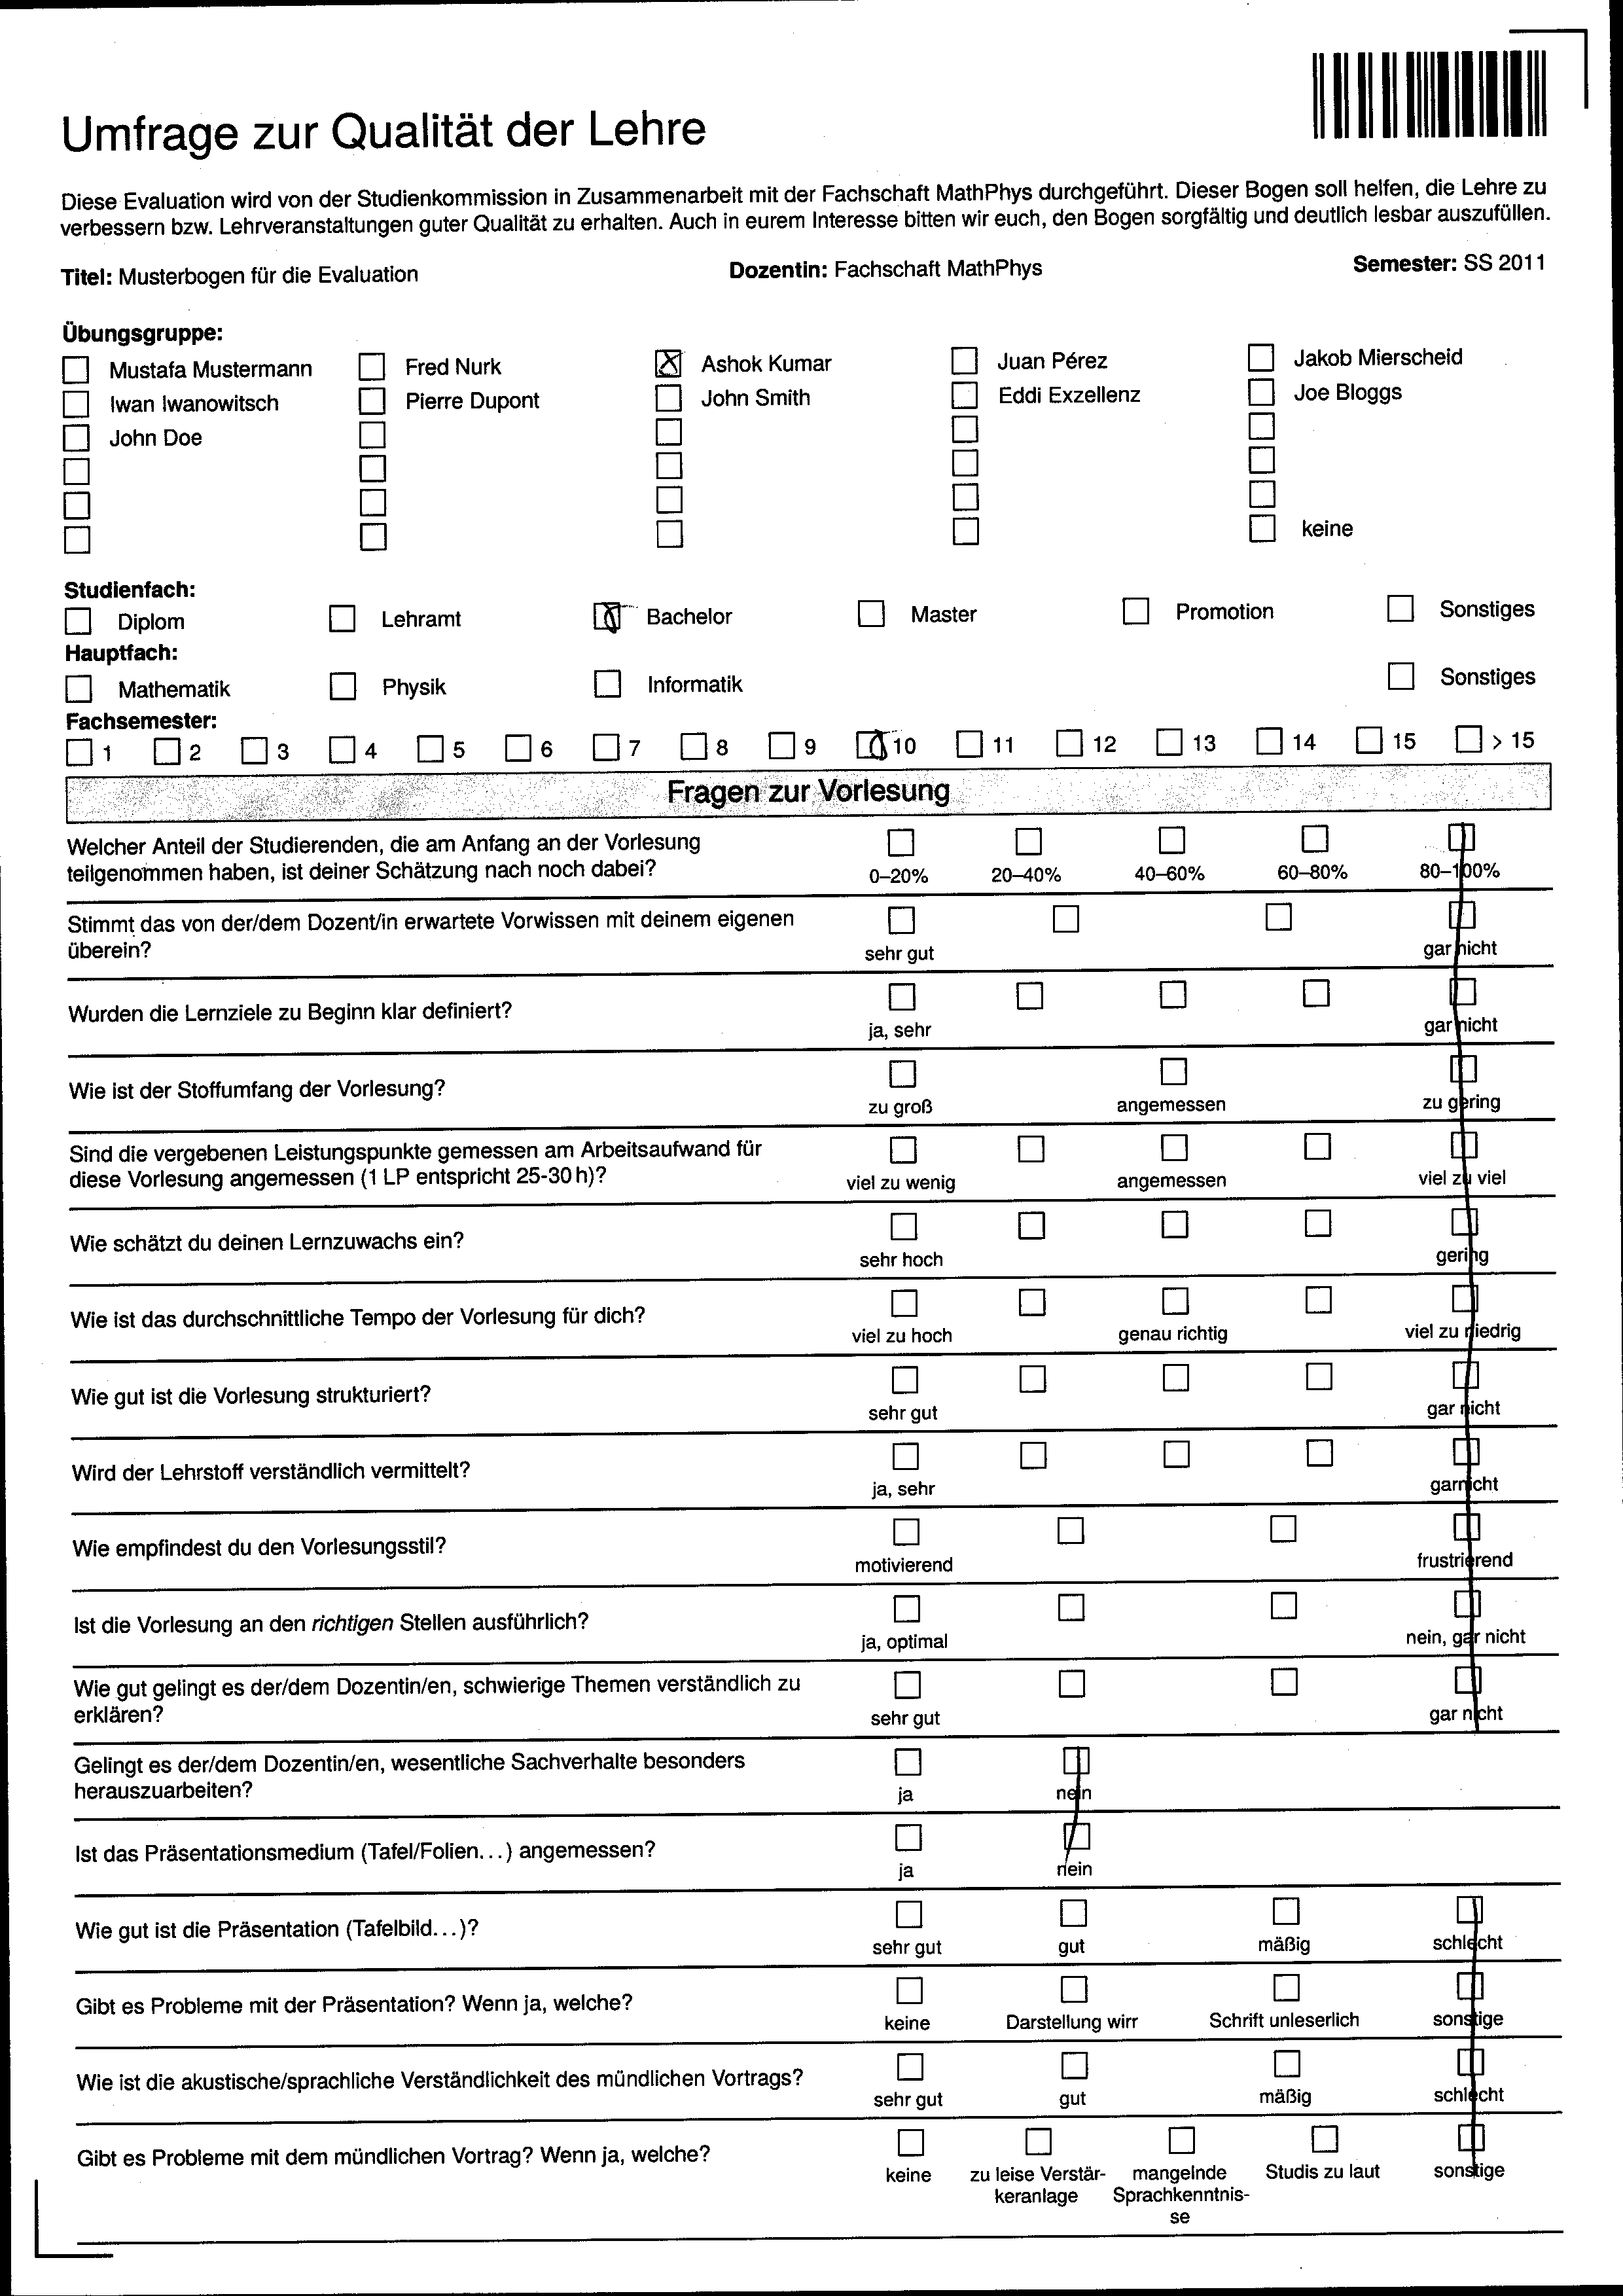 Umfrage zur Qualität der Lehre
Diese Evaluation wird von der Studienkommission in Zusammenarbeit mit der Fachschaft MathPhys durchgeführt. Dieser Bogen soll helfen, die Lehre zu
verbessern bzw. Lehrveranstaltungen guter Qualität zu erhalten. Auch in eurem Interesse bitten wir euch, den Bogen sorgfältig und deutlich lesbar auszufüllen.
Titel: Musterbogen für die Evaluation Dozentin: Fachschaft MathPhys Semester: SS 2011
Übungsgruppe:
Mustafa Mustermann Fred Nurk Ashok Kumar Juan Pérez Jakob Mierscheid
Iwan Iwanowitsch Pierre Dupont John Smith Eddi Exzellenz Joe Bloggs
John Doe
keine
Studienfach:
Diplom Lehramt Bachelor Master Promotion Sonstiges
Hauptfach:
Mathematik Physik Informatik Sonstiges
Fachsemester:
1 2 3 4 5 6 7 8 9 10 11 12 13 14 15 > 15
Fragen zur Vorlesung
Welcher Anteil der Studierenden, die am Anfang an der Vorlesung
teilgenommen haben, ist deiner Schätzung nach noch dabei?
0–20% 20–40% 40–60% 60–80% 80–100%
Stimmt das von der/dem Dozent/in erwartete Vorwissen mit deinem eigenen
überein?
sehr gut gar nicht
Wurden die Lernziele zu Beginn klar definiert?
ja, sehr gar nicht
Wie ist der Stoffumfang der Vorlesung?
zu groß angemessen zu gering
Sind die vergebenen Leistungspunkte gemessen am Arbeitsaufwand für
diese Vorlesung angemessen (1 LP entspricht 25-30 h)?
viel zu wenig angemessen viel zu viel
Wie schätzt du deinen Lernzuwachs ein?
sehr hoch gering
Wie ist das durchschnittliche Tempo der Vorlesung für dich?
viel zu hoch genau richtig viel zu niedrig
Wie gut ist die Vorlesung strukturiert?
sehr gut gar nicht
Wird der Lehrstoff verständlich vermittelt?
ja, sehr garnicht
Wie empfindest du den Vorlesungsstil?
motivierend frustrierend
Ist die Vorlesung an den richtigen Stellen ausführlich?
ja, optimal nein, gar nicht
Wie gut gelingt es der/dem Dozentin/en, schwierige Themen verständlich zu
erklären?
sehr gut gar nicht
Gelingt es der/dem Dozentin/en, wesentliche Sachverhalte besonders
herauszuarbeiten?
ja nein
Ist das Präsentationsmedium (Tafel/Folien...) angemessen?
ja nein
Wie gut ist die Präsentation (Tafelbild...)?
sehr gut gut mäßig schlecht
Gibt es Probleme mit der Präsentation? Wenn ja, welche?
keine Darstellung wirr Schrift unleserlich sonstige
Wie ist die akustische/sprachliche Verständlichkeit des mündlichen Vortrags?
sehr gut gut mäßig schlecht
Gibt es Probleme mit dem mündlichen Vortrag? Wenn ja, welche?
keine zu leise Verstär- mangelnde Studis zu laut sonstige
keranlage Sprachkenntnis-
se